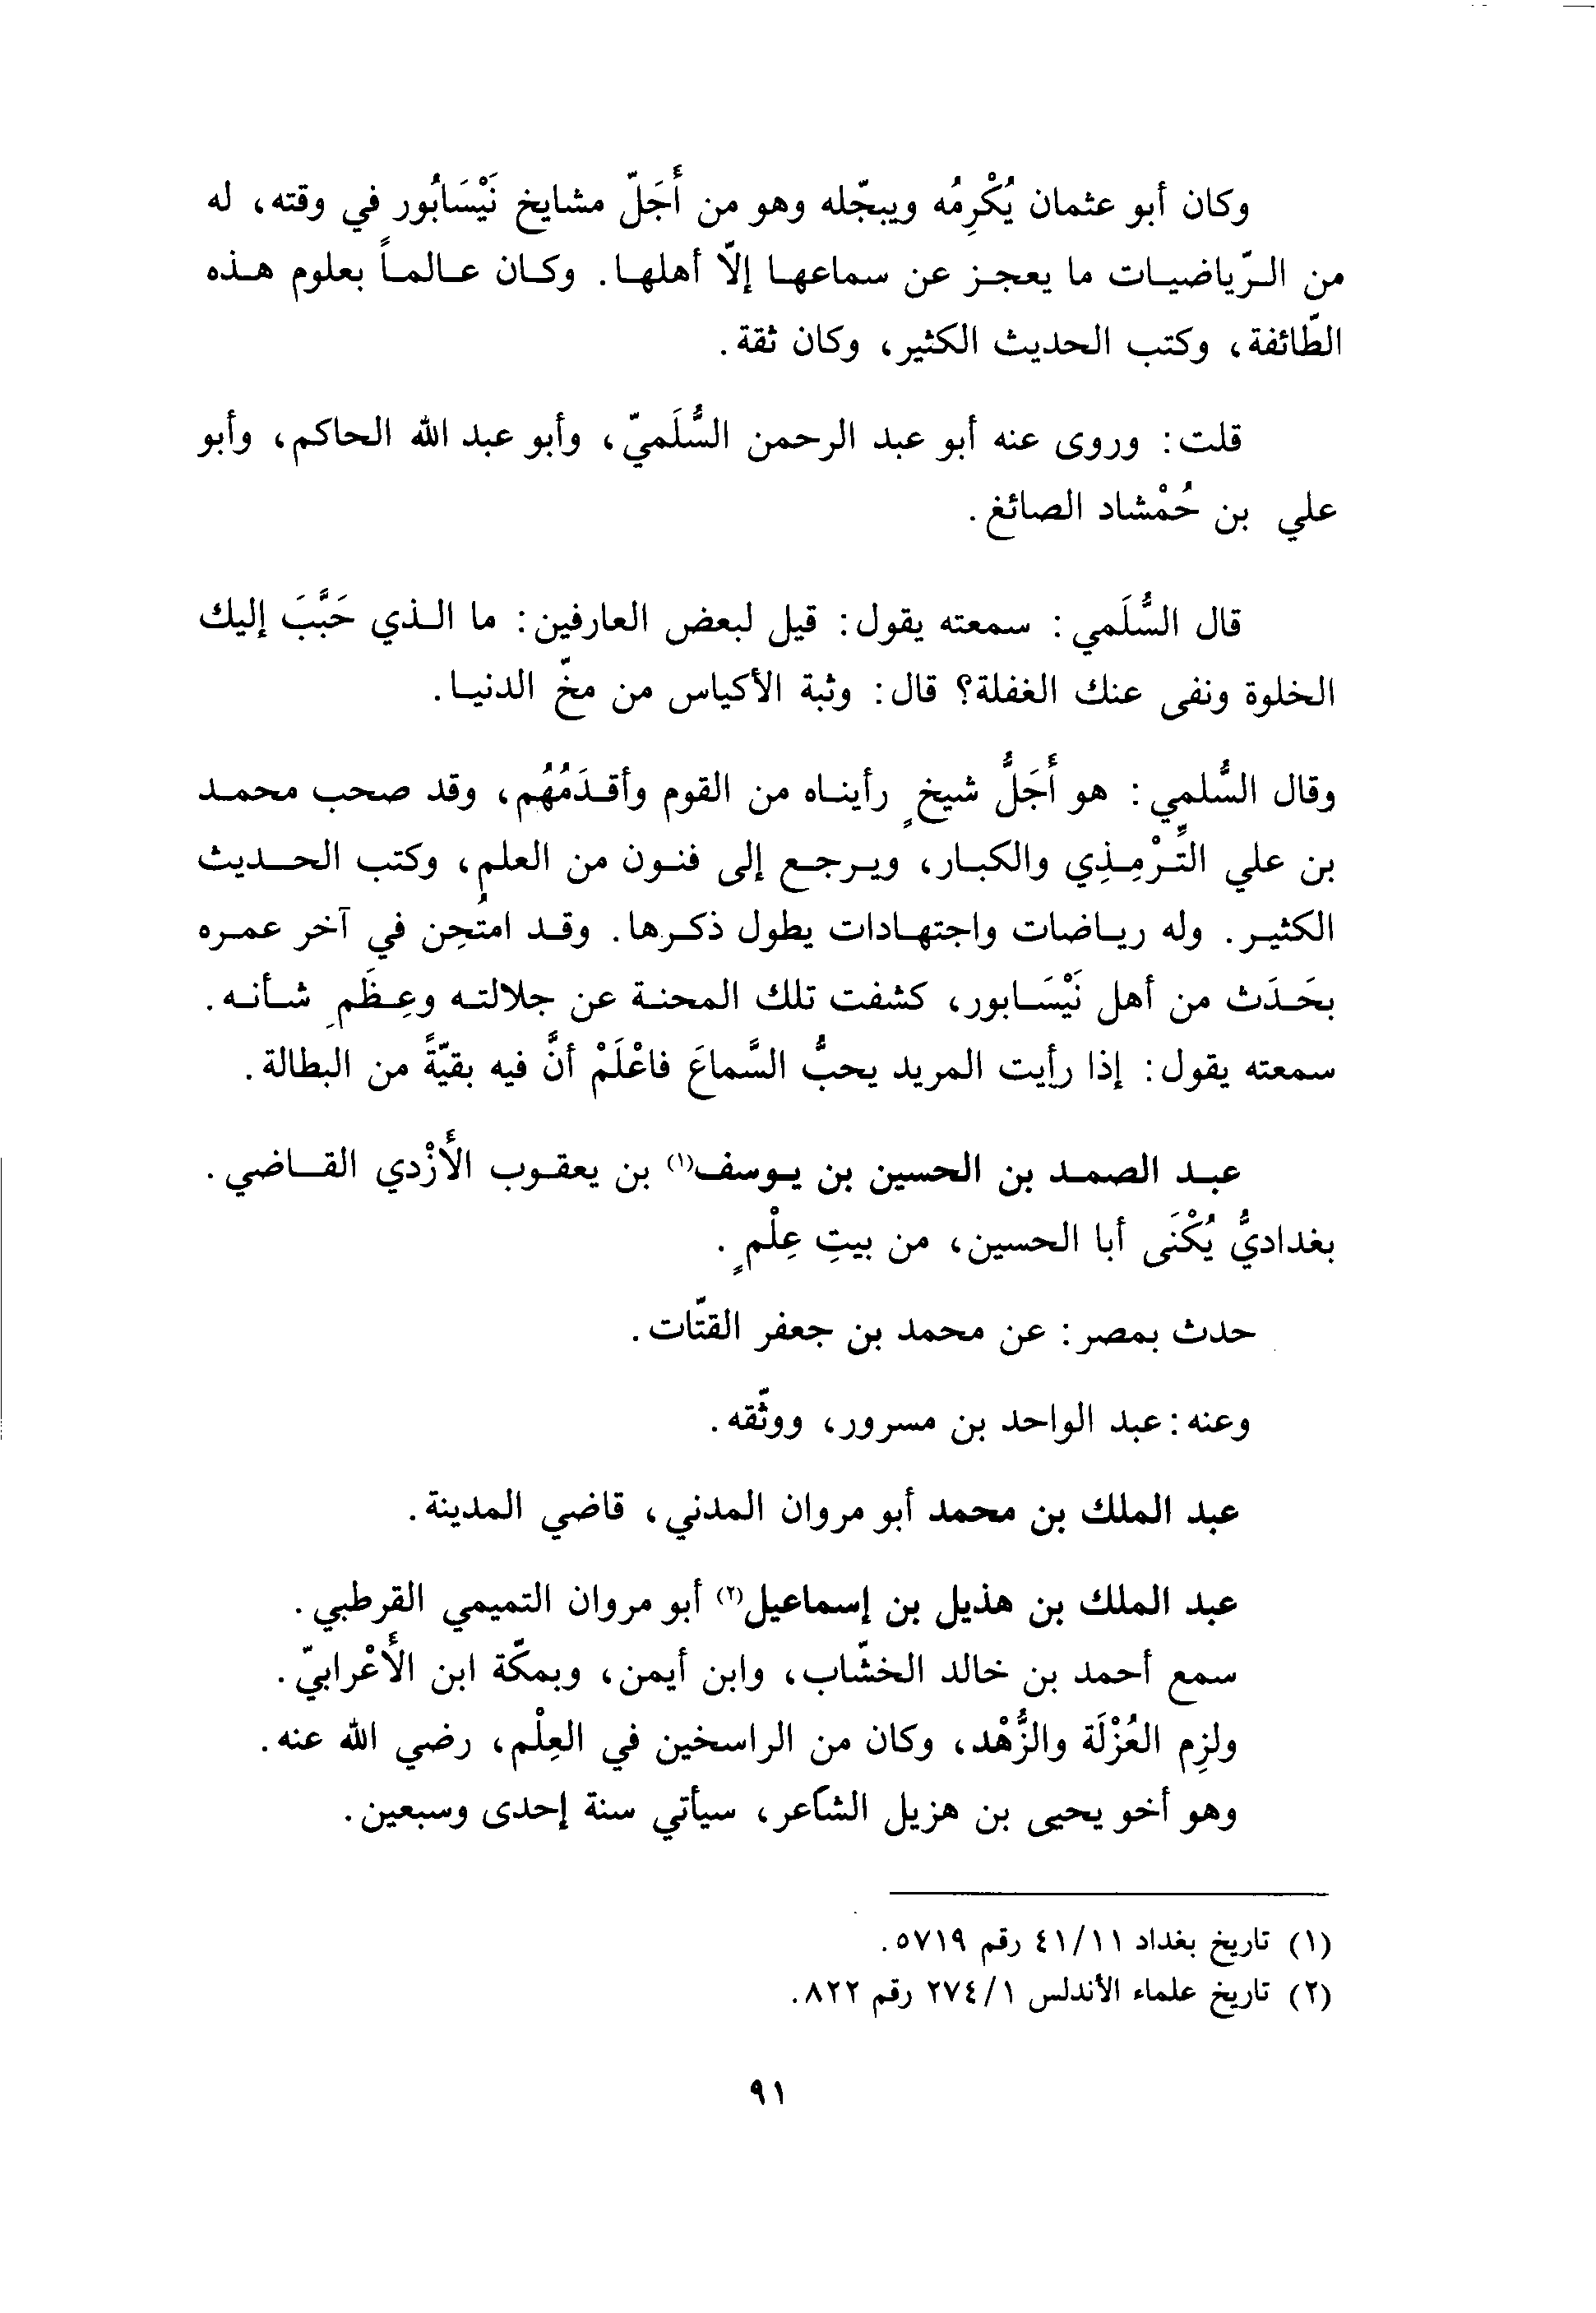 وكان أبو عثمان يُكْرِمُه ويبجّله وهو من أَجَلّ مشايخ نَيْسَابُور في وقته، له
من الرّياضيات ما يعجز عن سماعها إلّا أهلها. وكان عالماً بعلوم هذه
الطّائفة، وكتب الحديث الكثير، وكان ثقة.
قلت: وروى عنه أبو عبد الرحمن السُّلَميّ، وأبو عبد الله الحاكم، وأبو
علي بن حُمْشاد الصائغ.
قال السُّلَمي: سمعته يقول: قيل لبعض العارفين: ما الذي حَبَّبَ إليك
الخلوة ونفى عنك الغفلة؟ قال: وثبة الأكياس من مخّ الدنيا.
وقال السُّلمي: هو أَجَلُّ شيخٍ رأيناه من القوم وأقدَمُهُم، وقد صحب محمد
بن علي التِّرْمِذِي والكبار، ويرجع إلى فنون من العلم، وكتب الحديث
الكثير. وله رياضات واجتهادات يطول ذكرها. وقد امتُحِن في آخر عمره
بحَدَث من أهل نَيْسَابور، كشفت تلك المحنة عن جلالته وعِظَمِ شأنه.
سمعته يقول: إذا رأيت المريد يحبُّ السَّماعَ فاعْلَمْ أنَّ فيه بقيّةً من البطالة.
عبد الصمد بن الحسين بن يوسف(١) بن يعقوب الأَزْدي القاضي.
بغداديُّ يُكْنَى أبا الحسين، من بيتِ عِلْمٍ.
حدث بمصر: عن محمد بن جعفر القتّات.
وعنه: عبد الواحد بن مسرور، ووثّقه.
عبد الملك بن محمد أبو مروان المدني، قاضي المدينة.
عبد الملك بن هذيل بن إسماعيل(٢) أبو مروان التميمي القرطبي.
سمع أحمد بن خالد الخشّاب، وابن أيمن، وبمكّة ابن الأَعْرابيّ.
ولزِم العُزْلَة والزُّهْد، وكان من الراسخين في العِلْم، رضي الله عنه.
وهو أخو يحيى بن هزيل الشاعر، سيأتي سنة إحدى وسبعين.
(١) تاريخ بغداد ٤١/١١ رقم ٥٧١٩.
(٢) تاريخ علماء الأندلس ٢٧٤/١ رقم ٨٢٢.
٩١